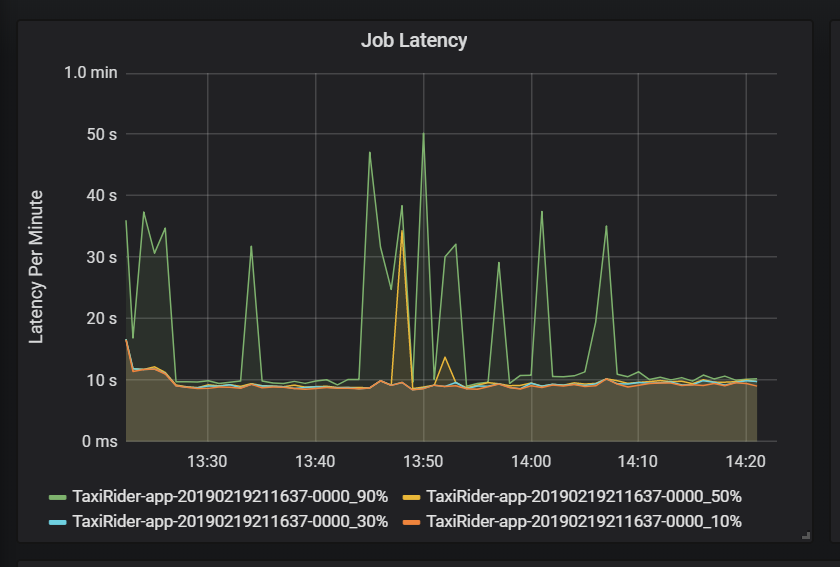 Job Latency
1.0 min
50 s
40 s
30 s
20 s
10 s
0 ms
Latency Per Minute
13:30 13:40 13:50 14:00 14:10 14:20
TaxiRider-app-20190219211637-0000_90% TaxiRider-app-20190219211637-0000_50%
TaxiRider-app-20190219211637-0000_30% TaxiRider-app-20190219211637-0000_10%